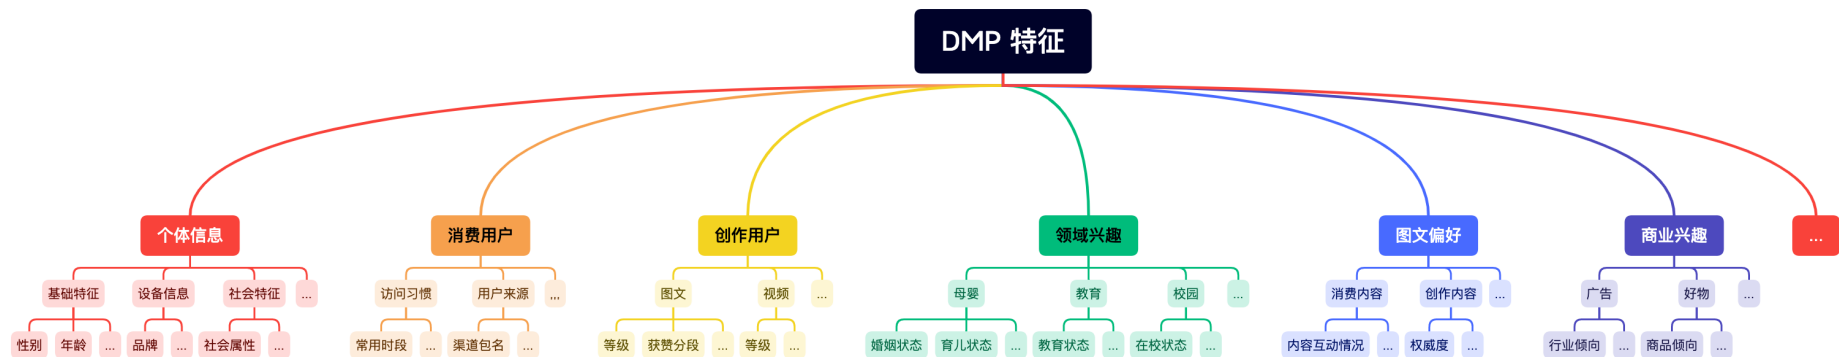 DMP 特征
个体信息 消费用户 创作用户 领域兴趣 图文偏好 商业兴趣 ...
基础特征 设备信息 社会特征 ... 访问习惯 用户来源 ,,, 图文 视频 ... 母婴 教育 校园 ... 消费内容 创作内容 ... 广告 好物 ...
性别 年龄 ... 品牌 ... 社会属性 ... 常用时段 ... 渠道包名 ... 等级 获赞分段 ... 等级 ... 婚姻状态 育儿状态 ... 教育状态 ... 在校状态 ... 内容互动情况 ... 权威度 ... 行业倾向 ... 商品倾向 ...